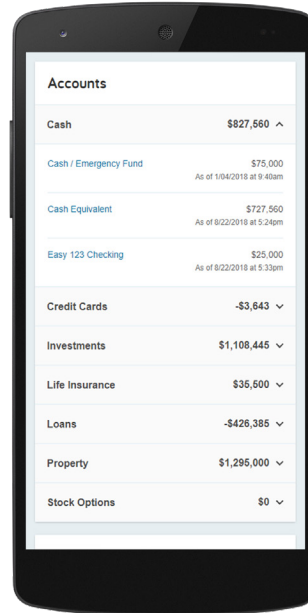 Accounts
Cash $827,560
Cash / Emergency Fund $75,000
As of 1/04/2018 at 9:40am
Cash Equivalent $727,560
As of 8/22/2018 at 5:24pm
Easy 123 Checking $25,000
As of 8/22/2018 at 5:33pm
Credit Cards -$3,643
Investments $1,108,445
Life Insurance $35,500
Loans -$426,385
Property $1,295,000
Stock Options $0